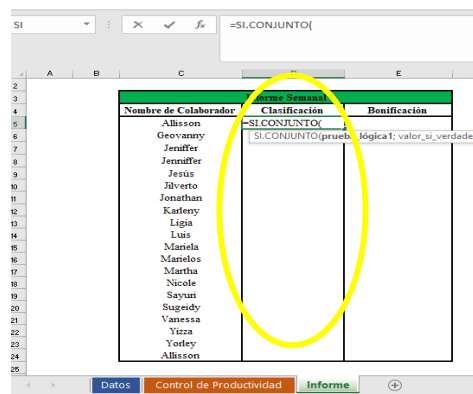 SI
=SI.CONJUNTO(
A B C D E
2
3 Informe Semanal
4 Nombre de Colaborador Clasificación Bonificación
5 Allisson =SI.CONJUNTO(
6 Geovanny SI.CONJUNTO(prueba_lógica1; valor_si_verdade
7 Jeniffer
8 Jenniffer
9 Jesús
10 Jilverto
11 Jonathan
12 Karleny
13 Ligia
14 Luis
15 Mariela
16 Marielos
17 Martha
18 Nicole
19 Sayuri
20 Sugeidy
21 Vanessa
22 Yizza
23 Yorley
24 Allisson
25
Datos Control de Productividad Informe